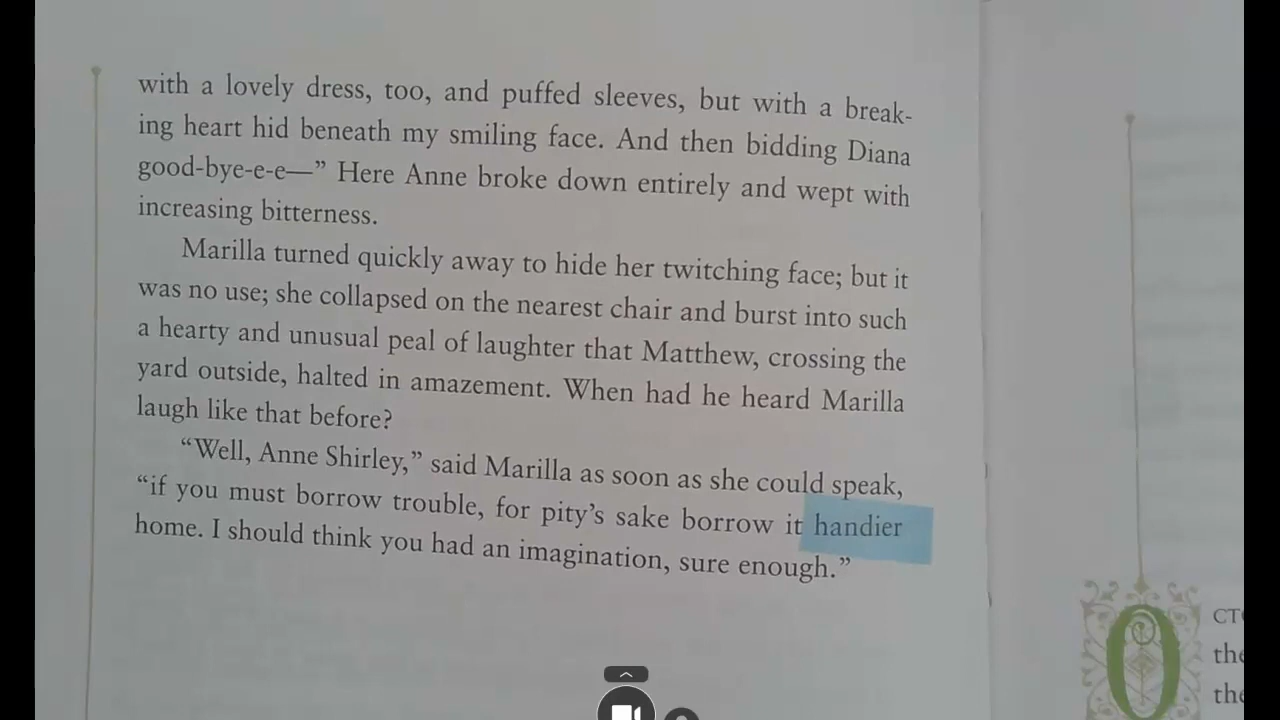 with a lovely dress, too, and puffed sleeves, but with a break-
ing heart hid beneath my smiling face. And then bidding Diana
good-bye-e-e—” Here Anne broke down entirely and wept with
increasing bitterness.
Marilla turned quickly away to hide her twitching face; but it
was no use; she collapsed on the nearest chair and burst into such
a hearty and unusual peal of laughter that Matthew, crossing the
yard outside, halted in amazement. When had he heard Marilla
laugh like that before?
“Well, Anne Shirley,” said Marilla as soon as she could speak,
“if you must borrow trouble, for pity’s sake borrow it handier
home. I should think you had an imagination, sure enough.”
O
the
the